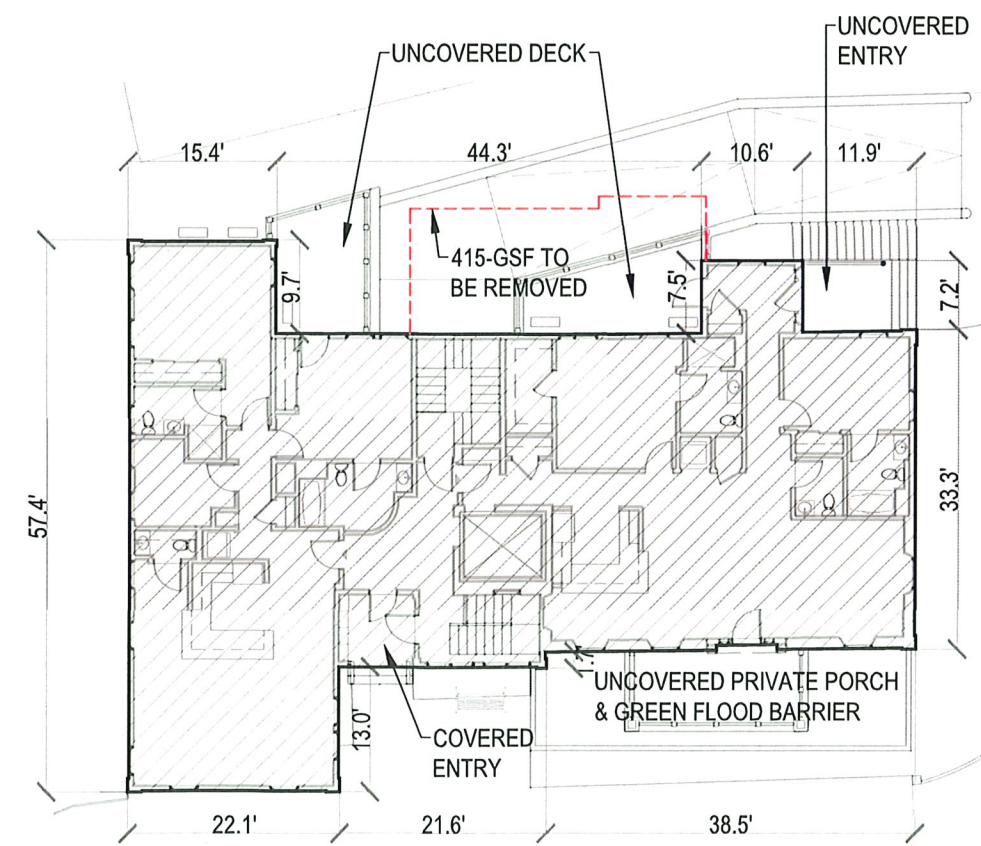 UNCOVERED
ENTRY
UNCOVERED DECK
15.4'
44.3'
10.6'
11.9'
415-GSF TO
BE REMOVED
9.7'
7.5'
7.2'
57.4'
33.3'
UNCOVERED PRIVATE PORCH
& GREEN FLOOD BARRIER
13.0'
COVERED
ENTRY
22.1'
21.6'
38.5'